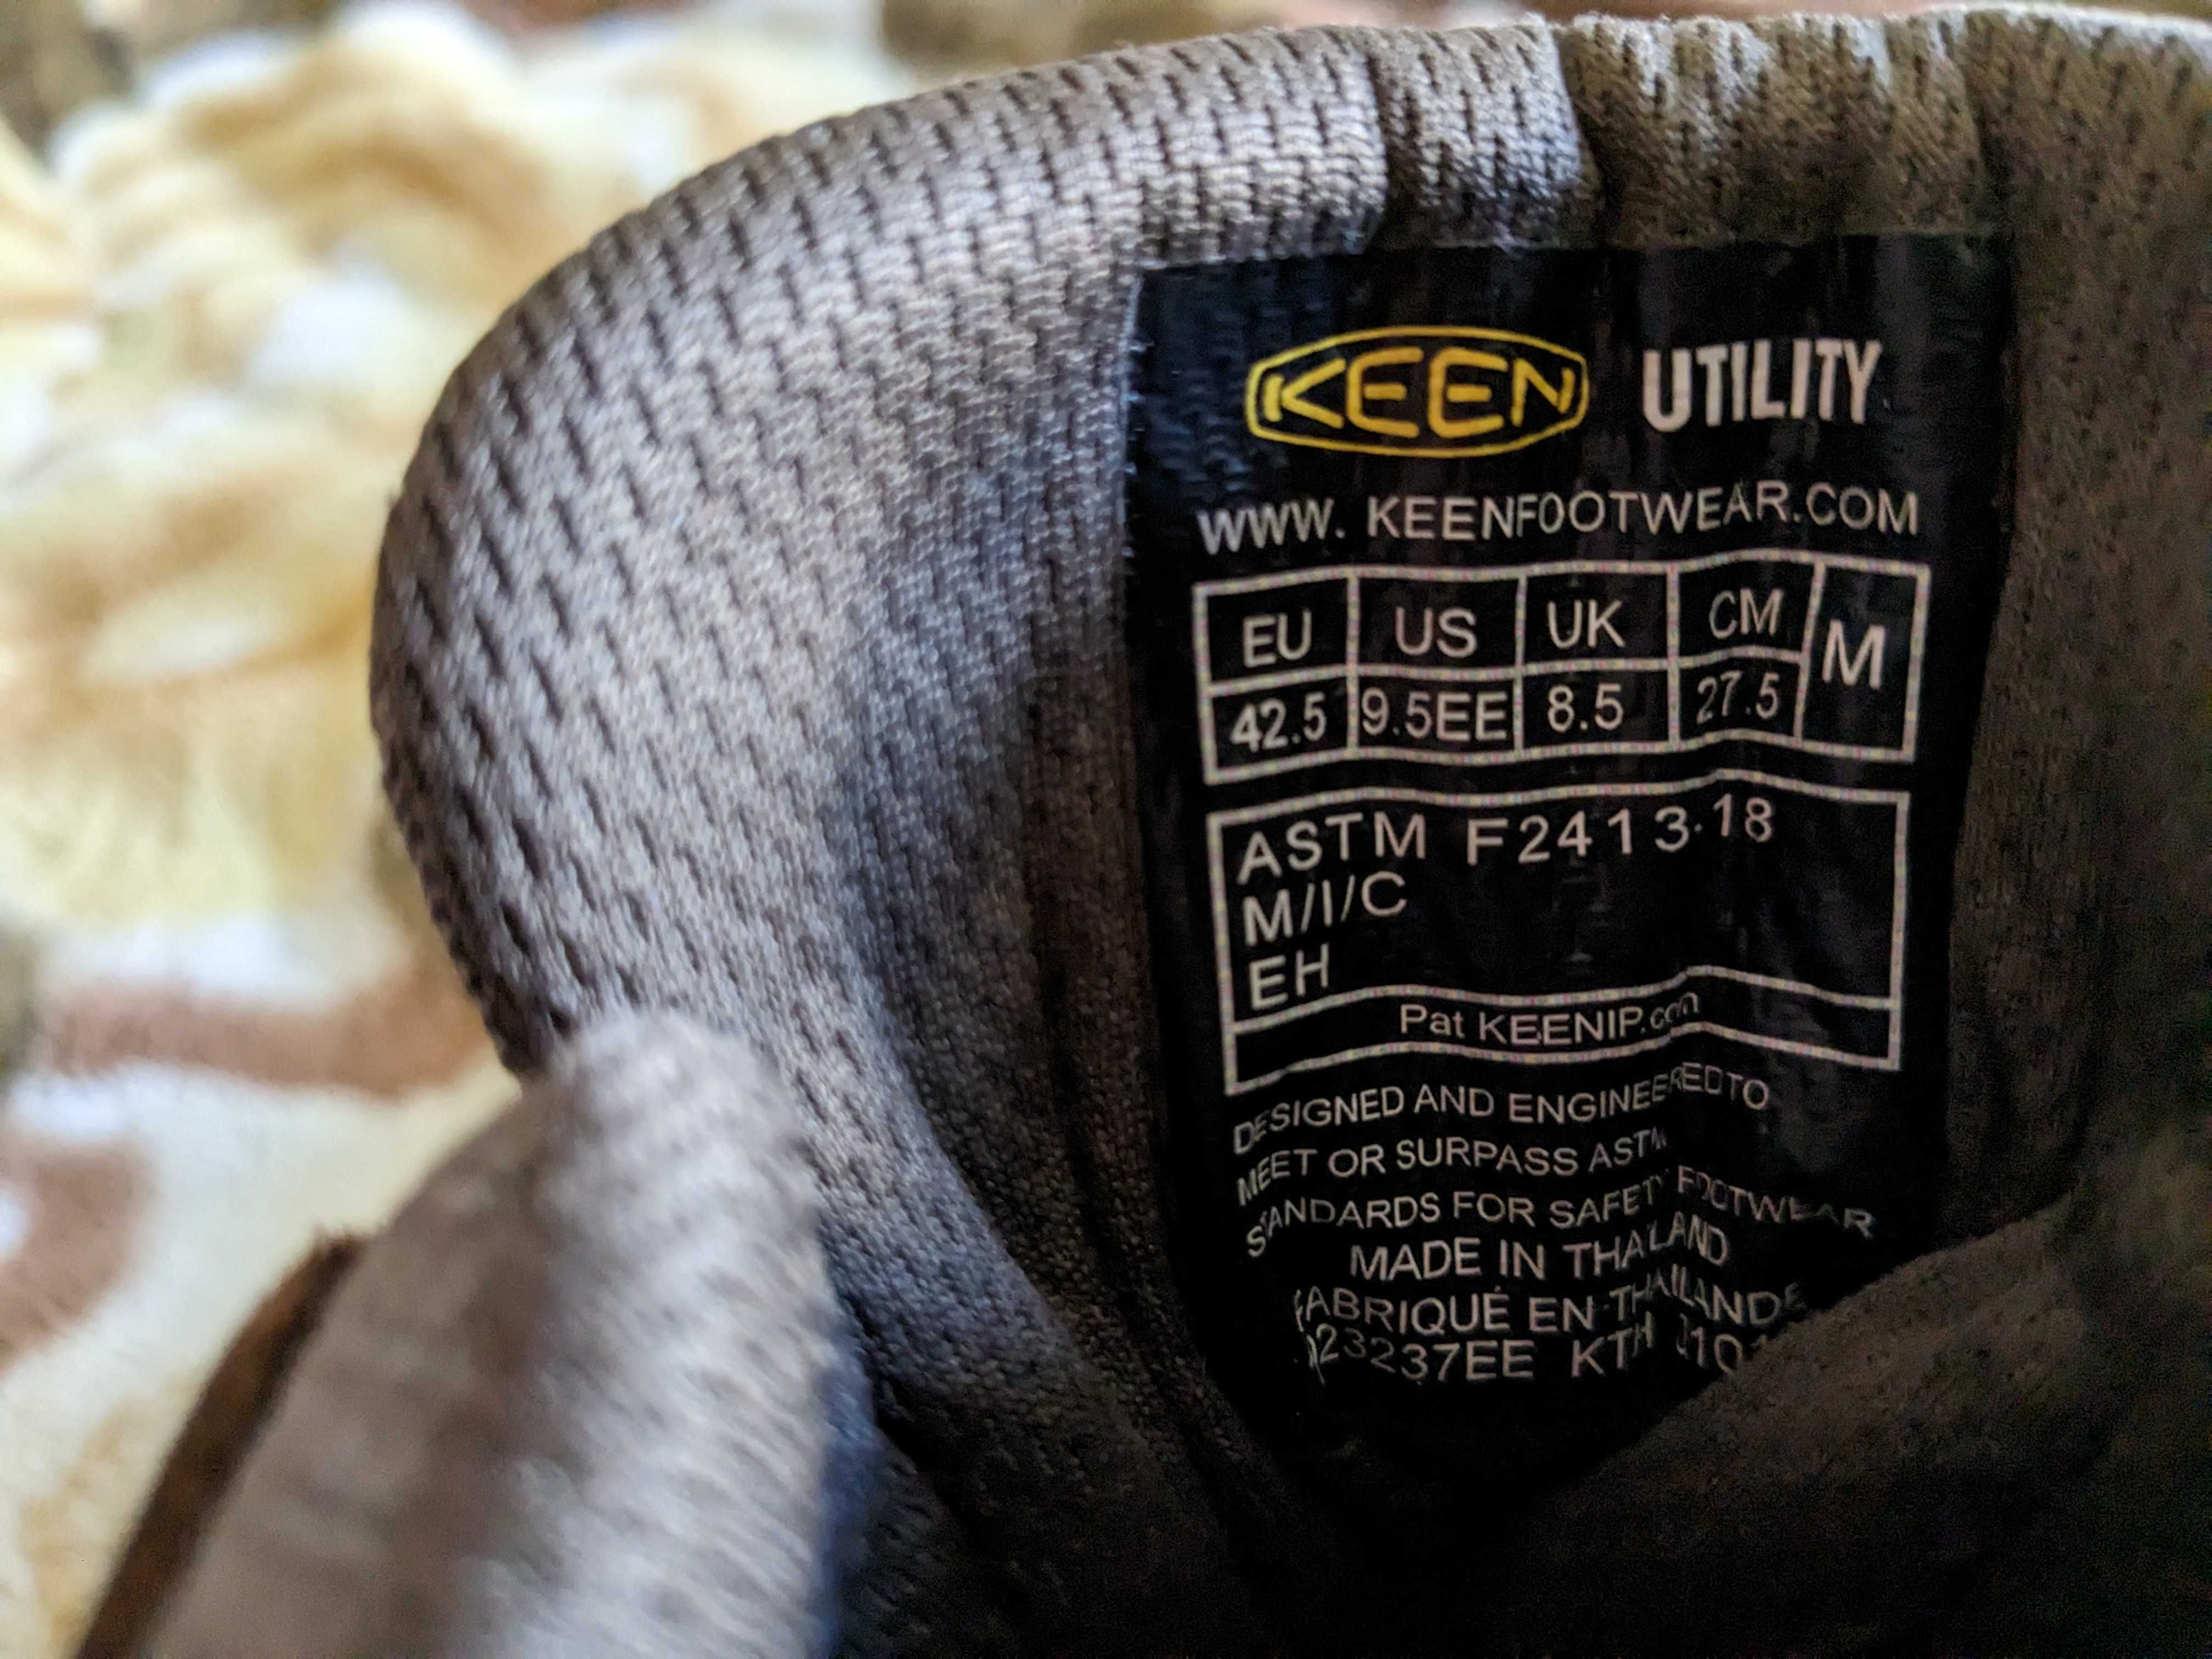 KEEN UTILITY
WWW. KEENFOOTWEAR.COM
EU US UK CM M
42.5 9.5EE 8.5 27.5
ASTM F2413-18
M/I/C
EH
Pat KEENIP.com
DESIGNED AND ENGINEERED TO
MEET OR SURPASS ASTM
STANDARDS FOR SAFETY FOOTWEAR
MADE IN THAILAND
FABRIQUÉ EN THAILANDE
KTH